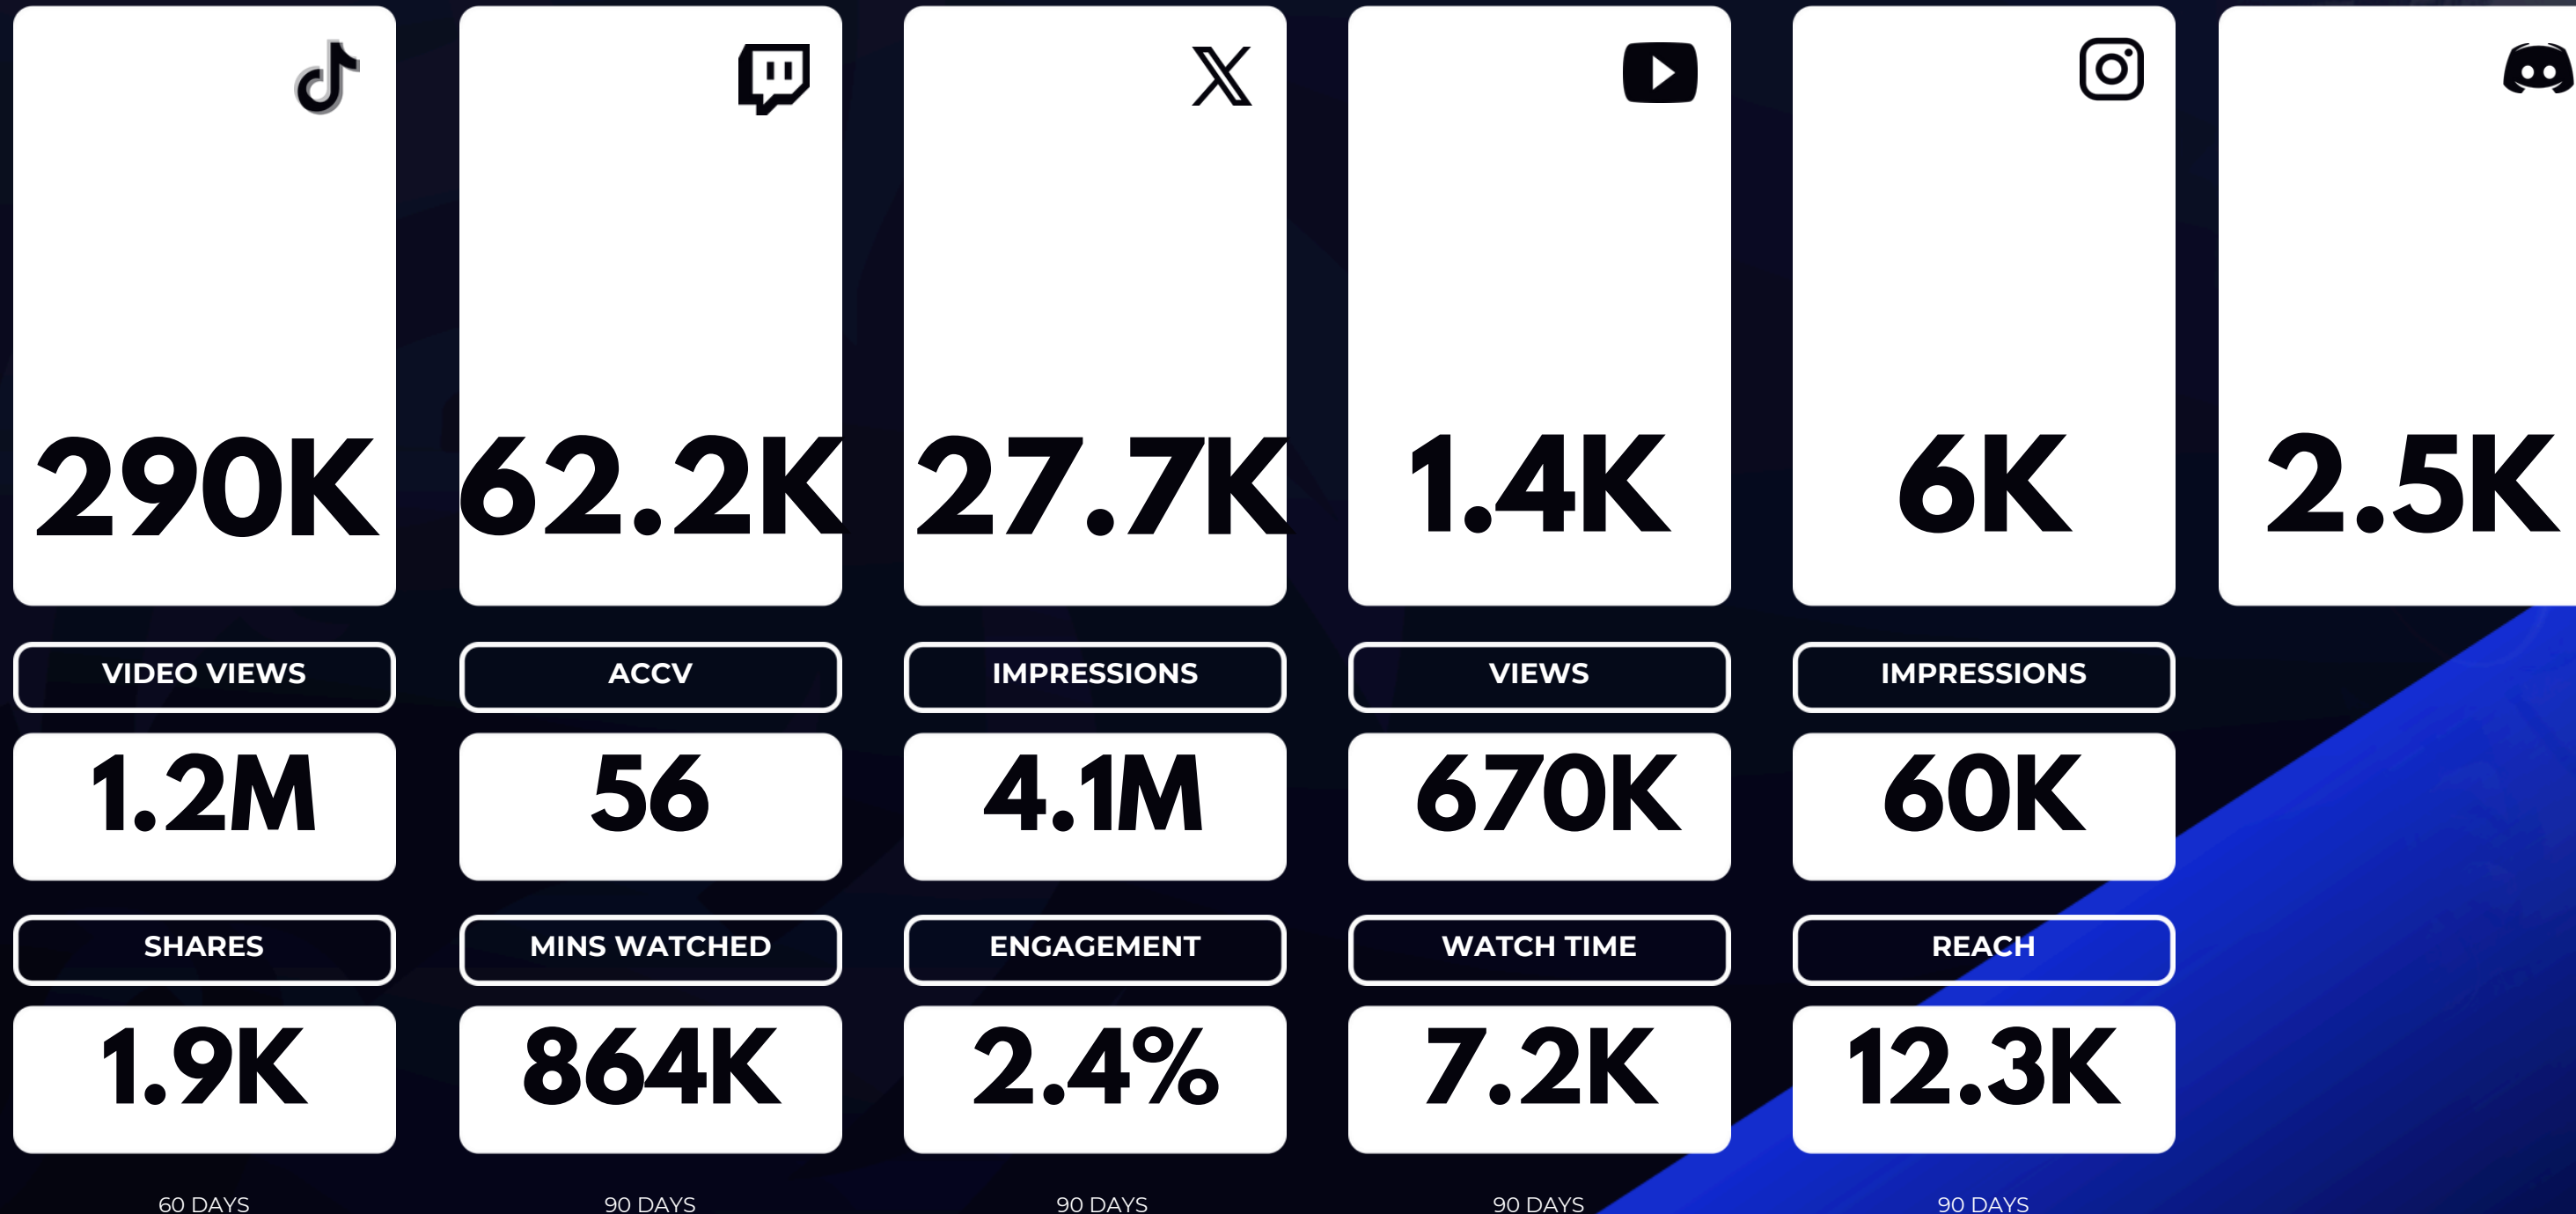 290K
62.2K
27.7K
1.4K
6K
2.5K
VIDEO VIEWS
ACCV
IMPRESSIONS
VIEWS
IMPRESSIONS
1.2M
56
4.1M
670K
60K
SHARES
MINS WATCHED
ENGAGEMENT
WATCH TIME
REACH
1.9K
864K
2.4%
7.2K
12.3K
60 DAYS
90 DAYS
90 DAYS
90 DAYS
90 DAYS